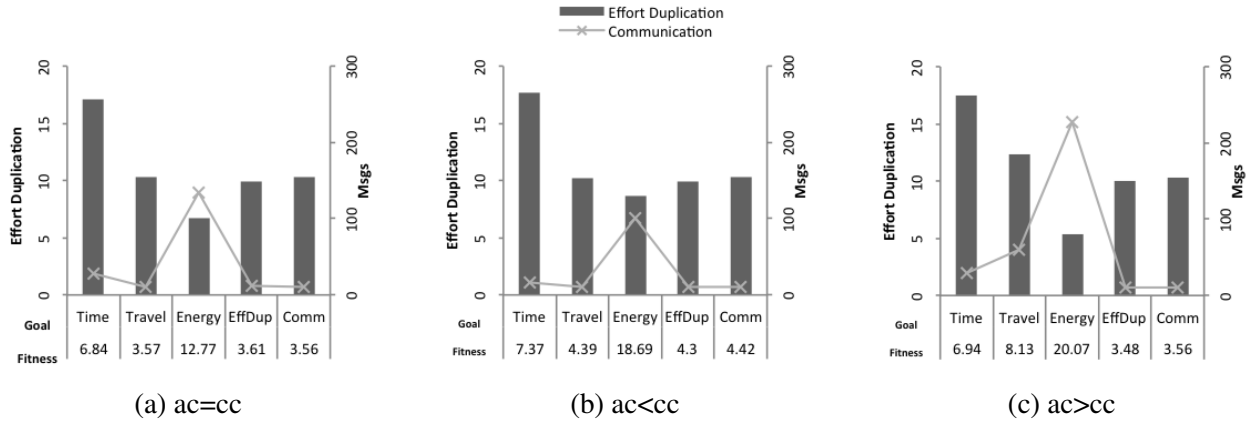 Effort Duplication
Communication
20
15
10
5
0
Effort Duplication
300
200
100
0
Msgs
Goal Time Travel Energy EffDup Comm
Fitness 6.84 3.57 12.77 3.61 3.56
(a) ac=cc
20
15
10
5
0
Effort Duplication
300
200
100
0
Msgs
Goal Time Travel Energy EffDup Comm
Fitness 7.37 4.39 18.69 4.3 4.42
(b) ac<cc
20
15
10
5
0
Effort Duplication
300
200
100
0
Msgs
Goal Time Travel Energy EffDup Comm
Fitness 6.94 8.13 20.07 3.48 3.56
(c) ac>cc